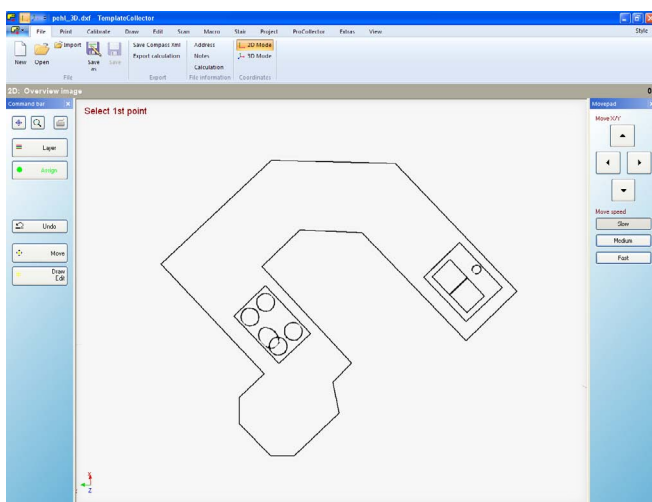 pohl_3D.dxf TemplateCollector
File Print Calibrate Draw Edit Scan Macro Stair Project ProCollector Extras View Style
New Open Import Save as Save
Save Compass Xml
Export calculation
Address
Notes
Calculation
2D Mode
3D Mode
File Export File information Coordinates
2D: Overview image 0
Command bar x
Select 1st point
Layer
Assign
Undo
Move
Draw
Edit
Movepad
Move X/Y
Move speed
Slow
Medium
Fast
X
Z